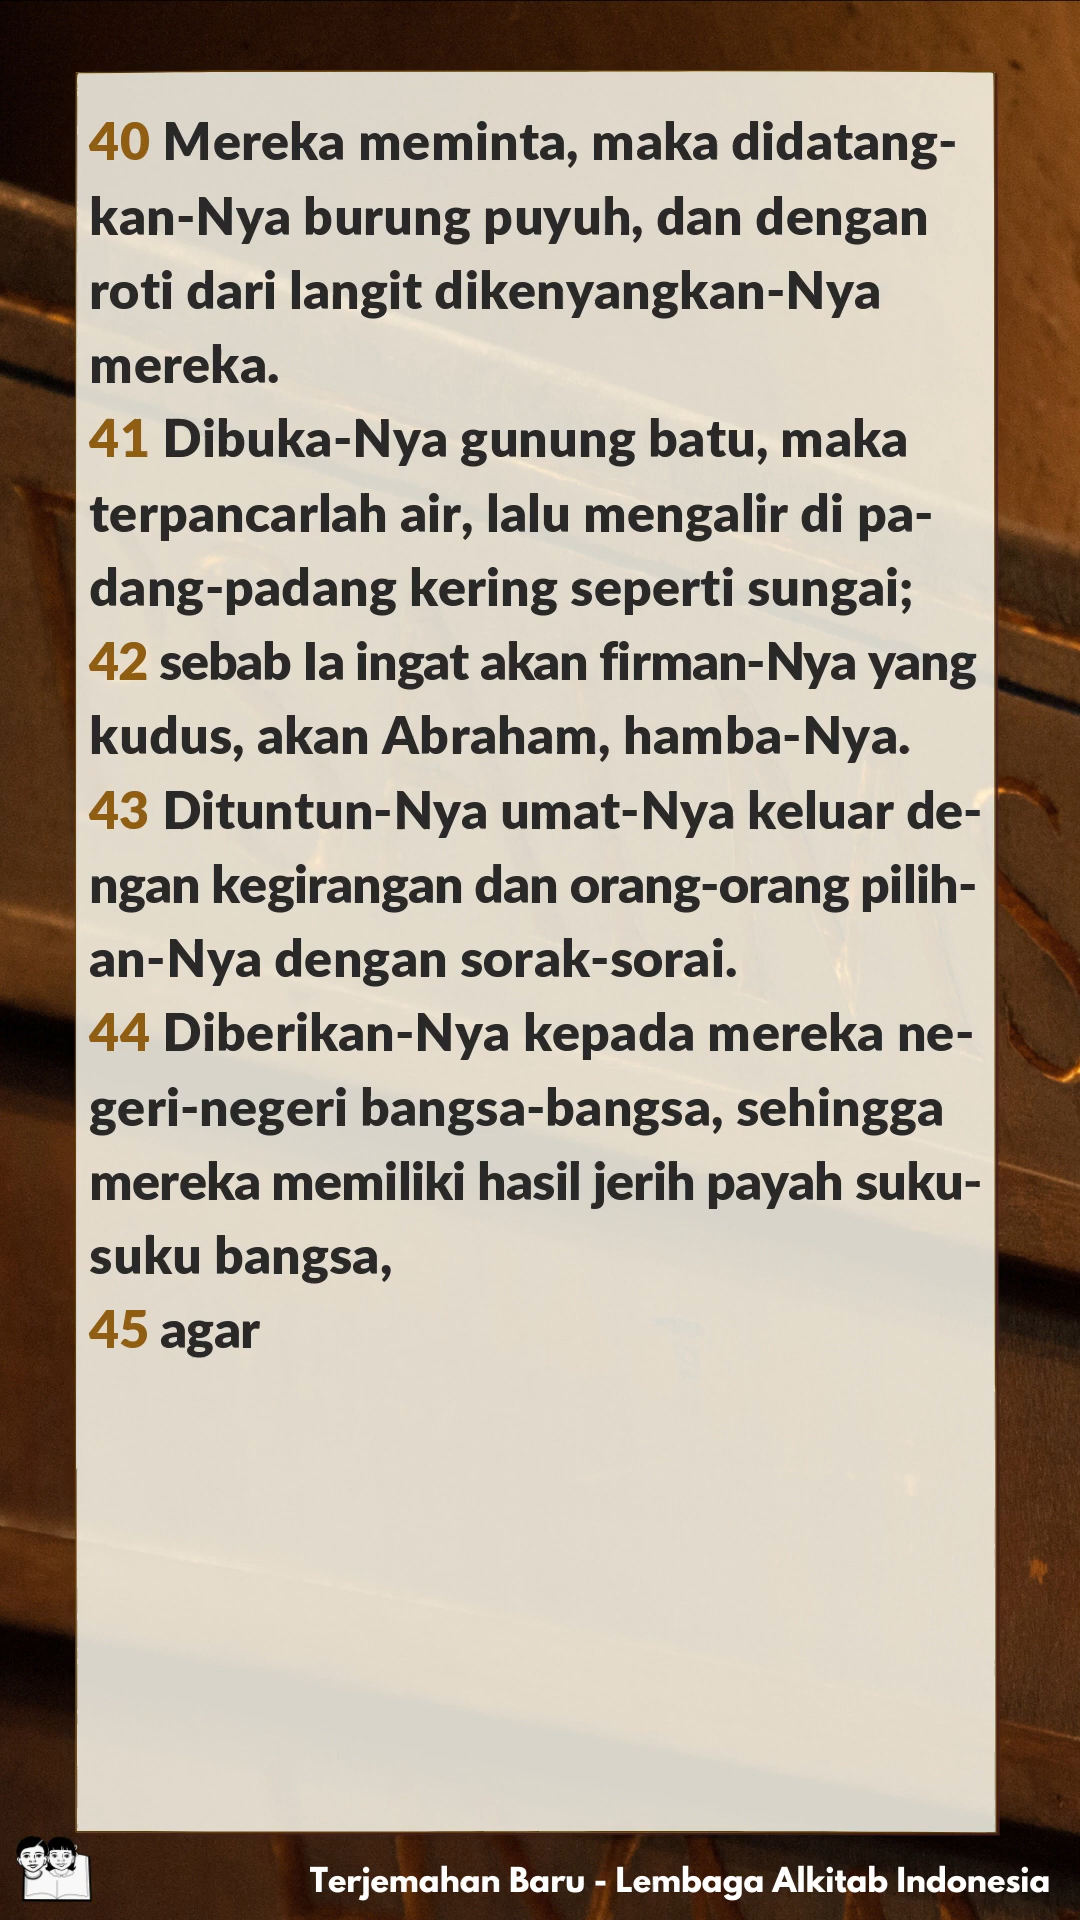 40 Mereka meminta, maka didatang-
kan-Nya burung puyuh, dan dengan
roti dari langit dikenyangkan-Nya
mereka.
41 Dibuka-Nya gunung batu, maka
terpancarlah air, lalu mengalir di pa-
dang-padang kering seperti sungai;
42 sebab Ia ingat akan firman-Nya yang
kudus, akan Abraham, hamba-Nya.
43 Dituntun-Nya umat-Nya keluar de-
ngan kegirangan dan orang-orang pilih-
an-Nya dengan sorak-sorai.
44 Diberikan-Nya kepada mereka ne-
geri-negeri bangsa-bangsa, sehingga
mereka memiliki hasil jerih payah suku-
suku bangsa,
45 agar
Terjemahan Baru - Lembaga Alkitab Indonesia